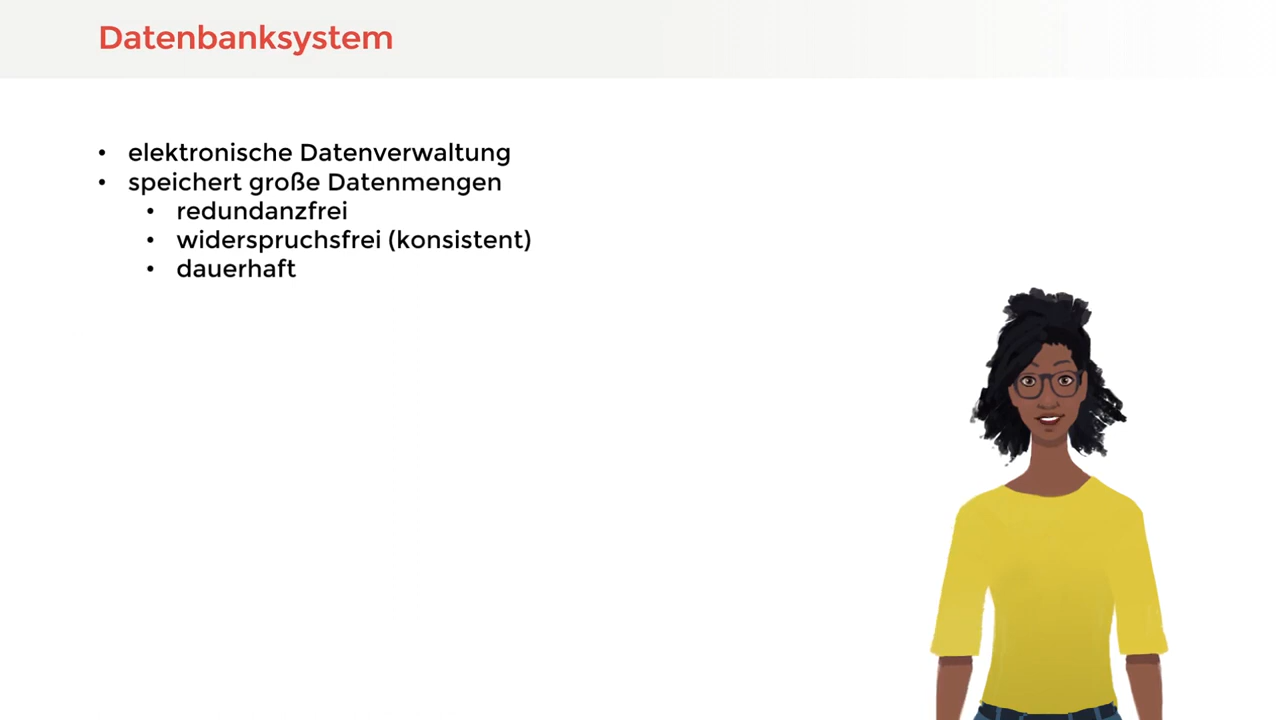 Datenbanksystem
• elektronische Datenverwaltung
• speichert große Datenmengen
• redundanzfrei
• widerspruchsfrei (konsistent)
• dauerhaft